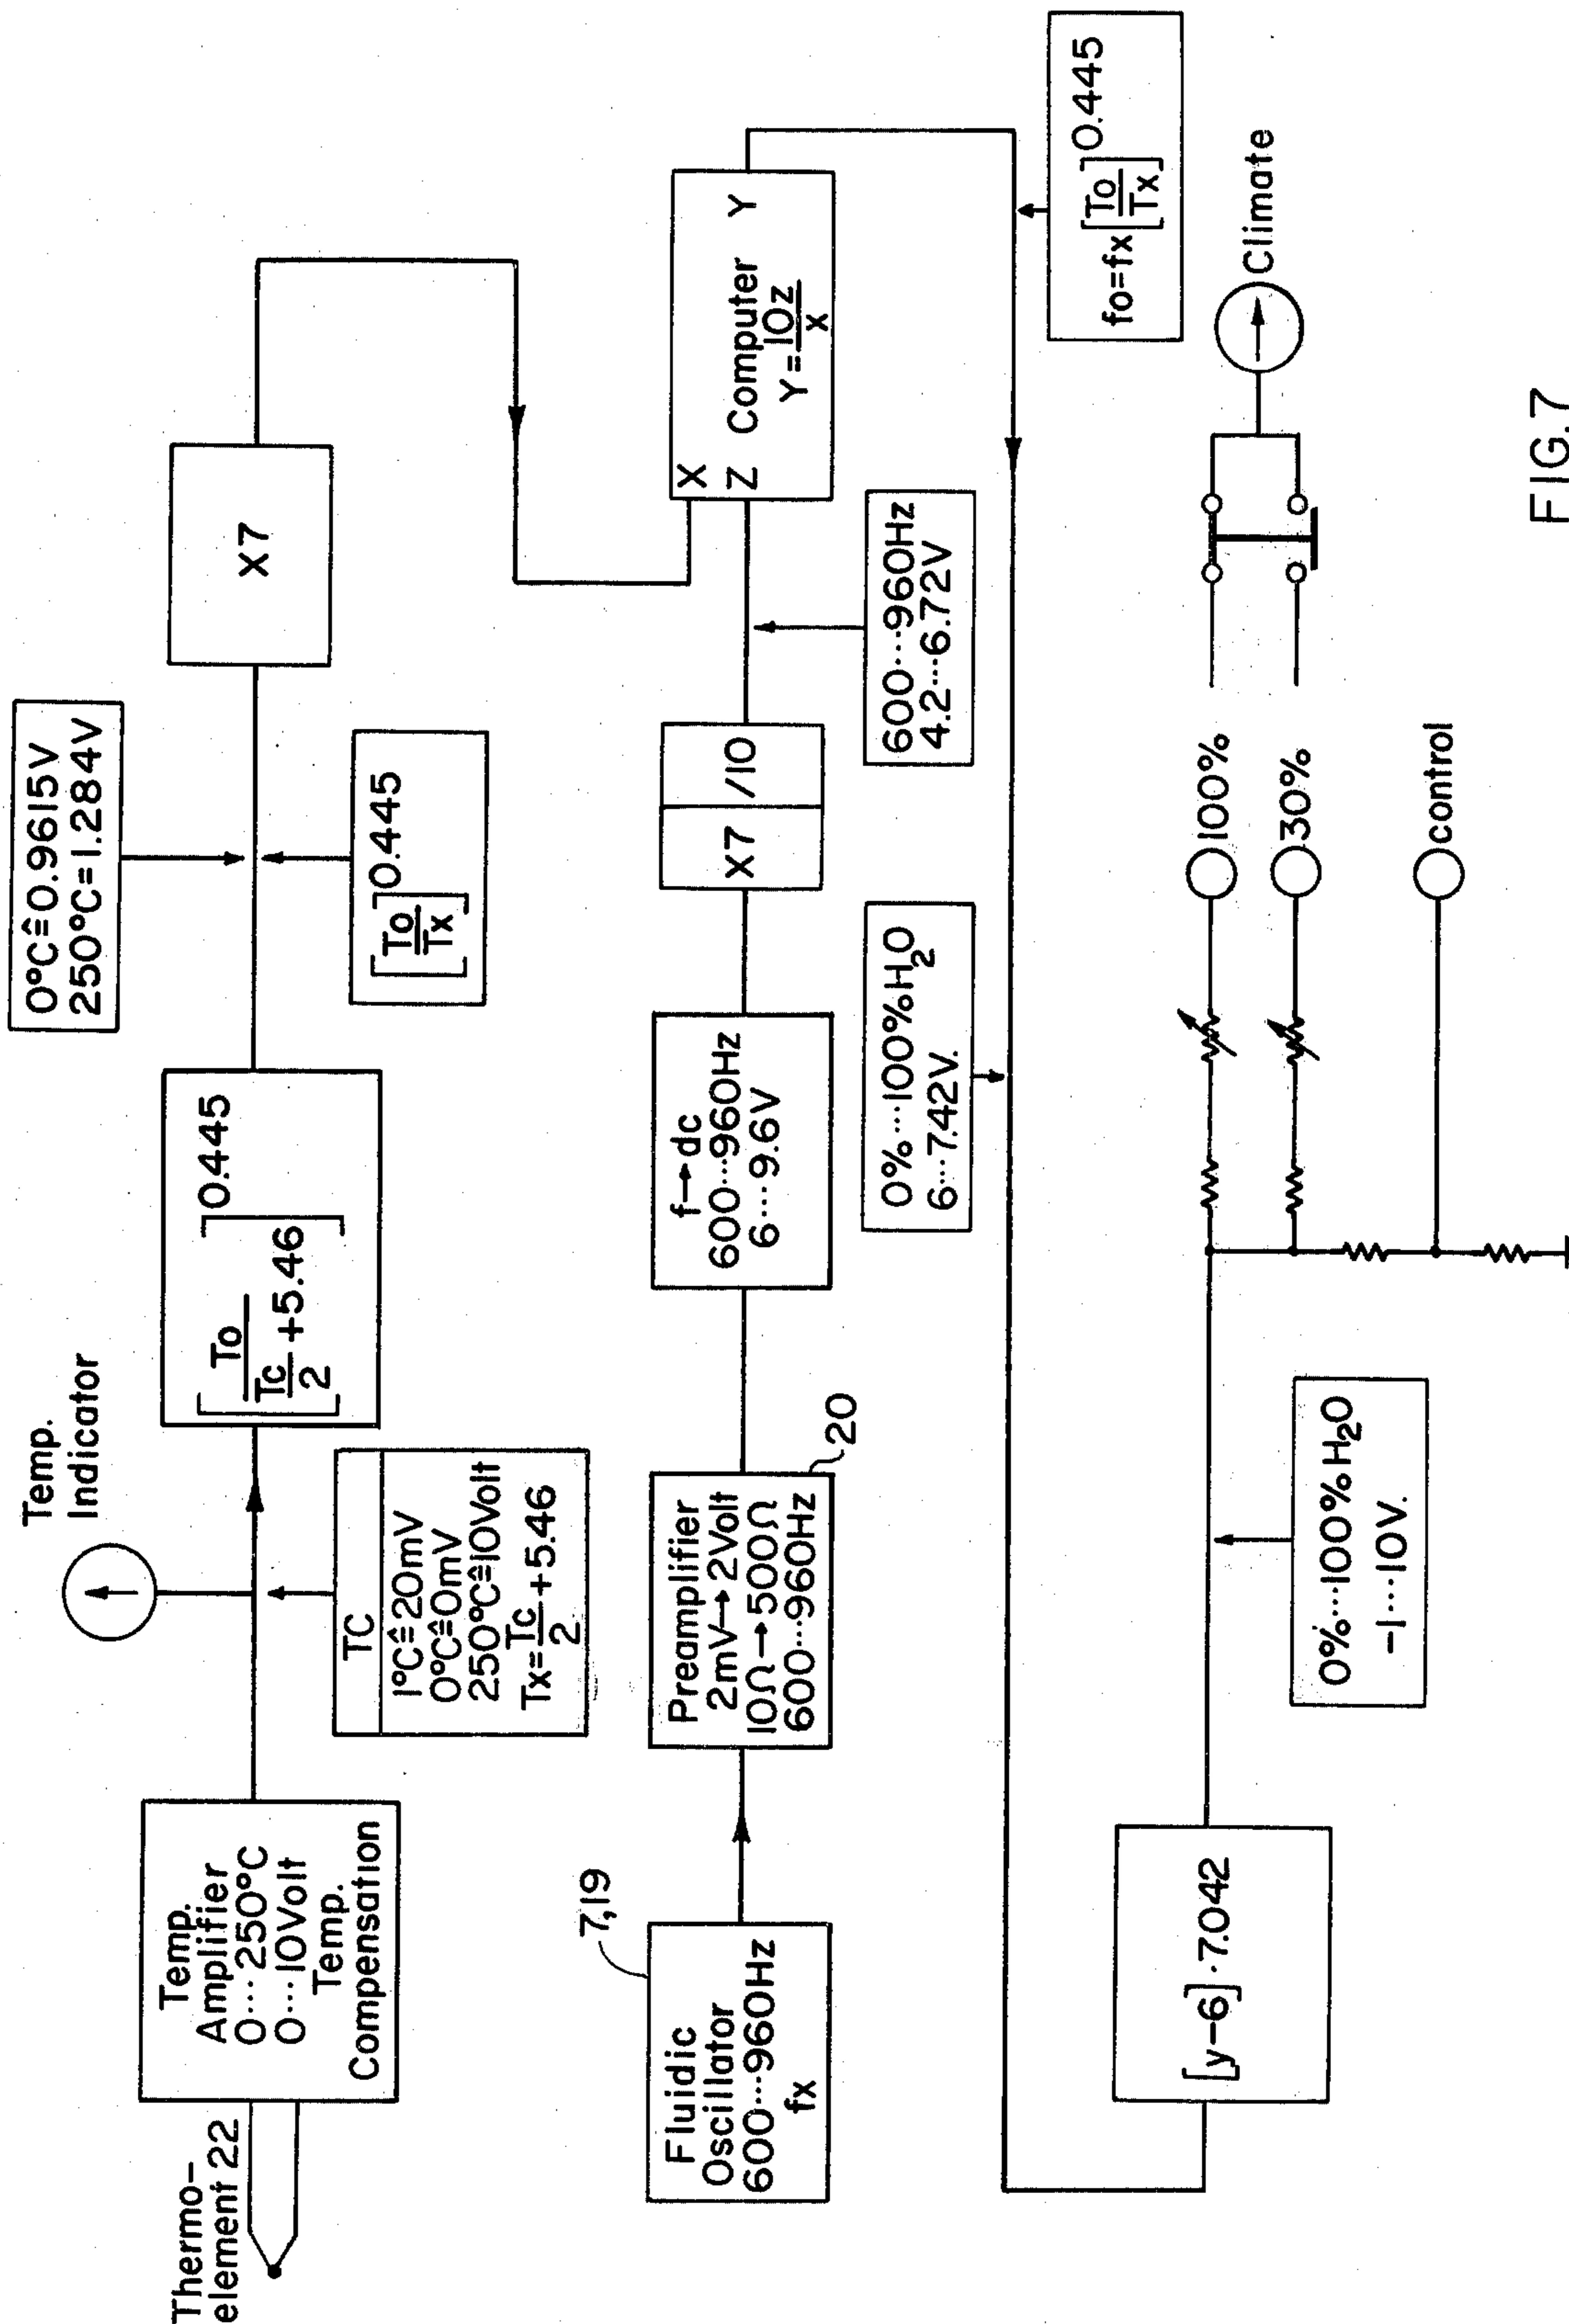 Thermo-
element 22
Temp.
Amplifier
0...250°C
0...10Volt
Temp.
Compensation
Temp.
Indicator
TC
1°C≙20mV
0°C≙0mV
250°C≙10Volt
Tx=Tc/2+5.46
[To/Tc/2+5.46]0.445
0°C≙0.9615V
250°C=1.284V
[To/Tx]0.445
X7
7,19
Fluidic
Oscillator
600...960Hz
fx
20
Preamplifier
2mV→2Volt
10Ω→500Ω
600...960Hz
f→dc
600...960Hz
6...9.6V
X7 /10
600...960Hz
4.2...6.72V
X
Z Computer Y
Y=10z/x
0%...100%H2O
6...7.42V.
fo=fx[To/Tx]0.445
[y-6]·7.042
0%...100%H2O
-1...10V.
100%
30%
control
Climate
FIG.7